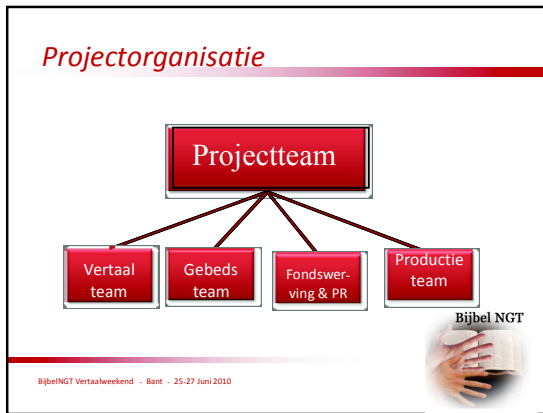 Projectorganisatie
Projectteam
Vertaal
team
Gebeds
team
Fondswer-
ving & PR
Productie
team
Bijbel NGT
BijbelNGT Vertaalweekend - Bant - 25-27 Juni 2010